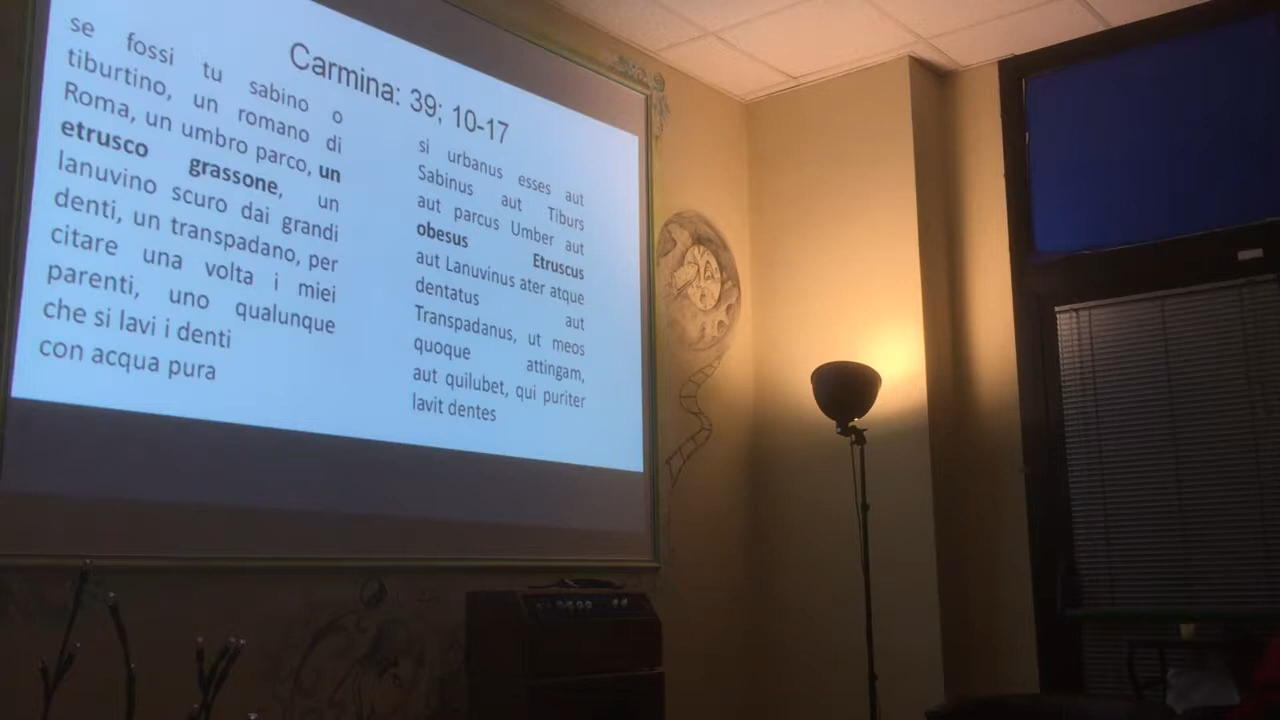 Carmina: 39; 10-17
se fossi tu sabino o
tiburtino, un romano di
Roma, un umbro parco, un
etrusco grassone, un
lanuvino scuro dai grandi
denti, un transpadano, per
citare una volta i miei
parenti, uno qualunque
che si lavi i denti
con acqua pura
si urbanus esses aut
Sabinus aut Tiburs
aut parcus Umber aut
obesus Etruscus
aut Lanuvinus ater atque
dentatus aut
Transpadanus, ut meos
quoque attingam,
aut quilubet, qui puriter
lavit dentes